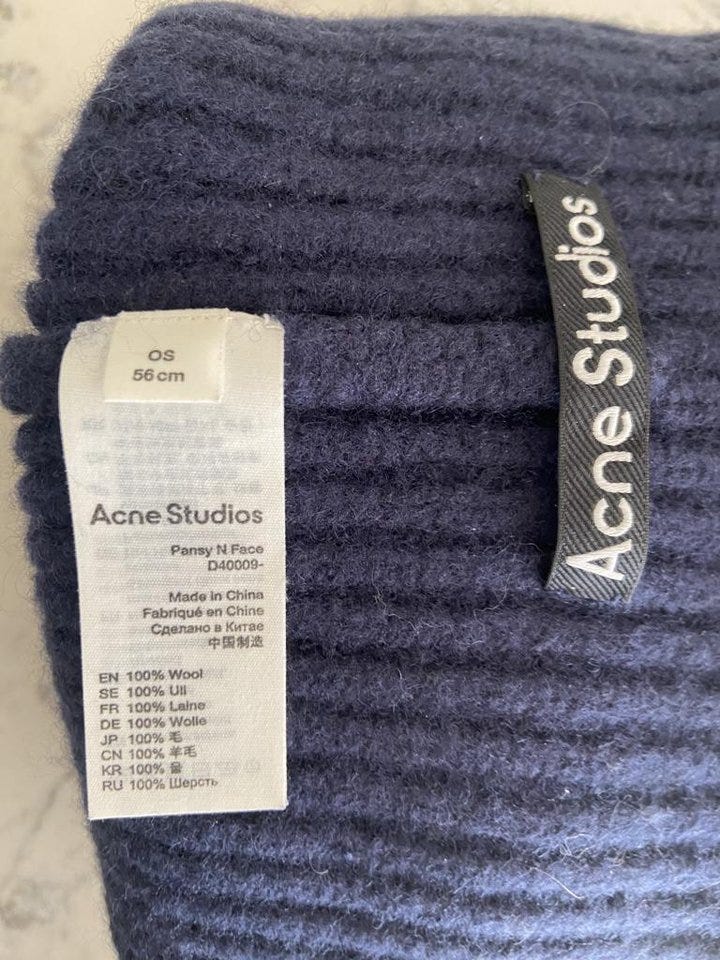 OS
56 cm
Acne Studios
Pansy N Face
D40009-
Made in China
Fabriqué en Chine
Сделано в Китае
中国制造
EN 100% Wool
SE 100% Ull
FR 100% Laine
DE 100% Wolle
JP 100% 毛
CN 100% 羊毛
KR 100% 울
RU 100% Шерсть
Acne Studios